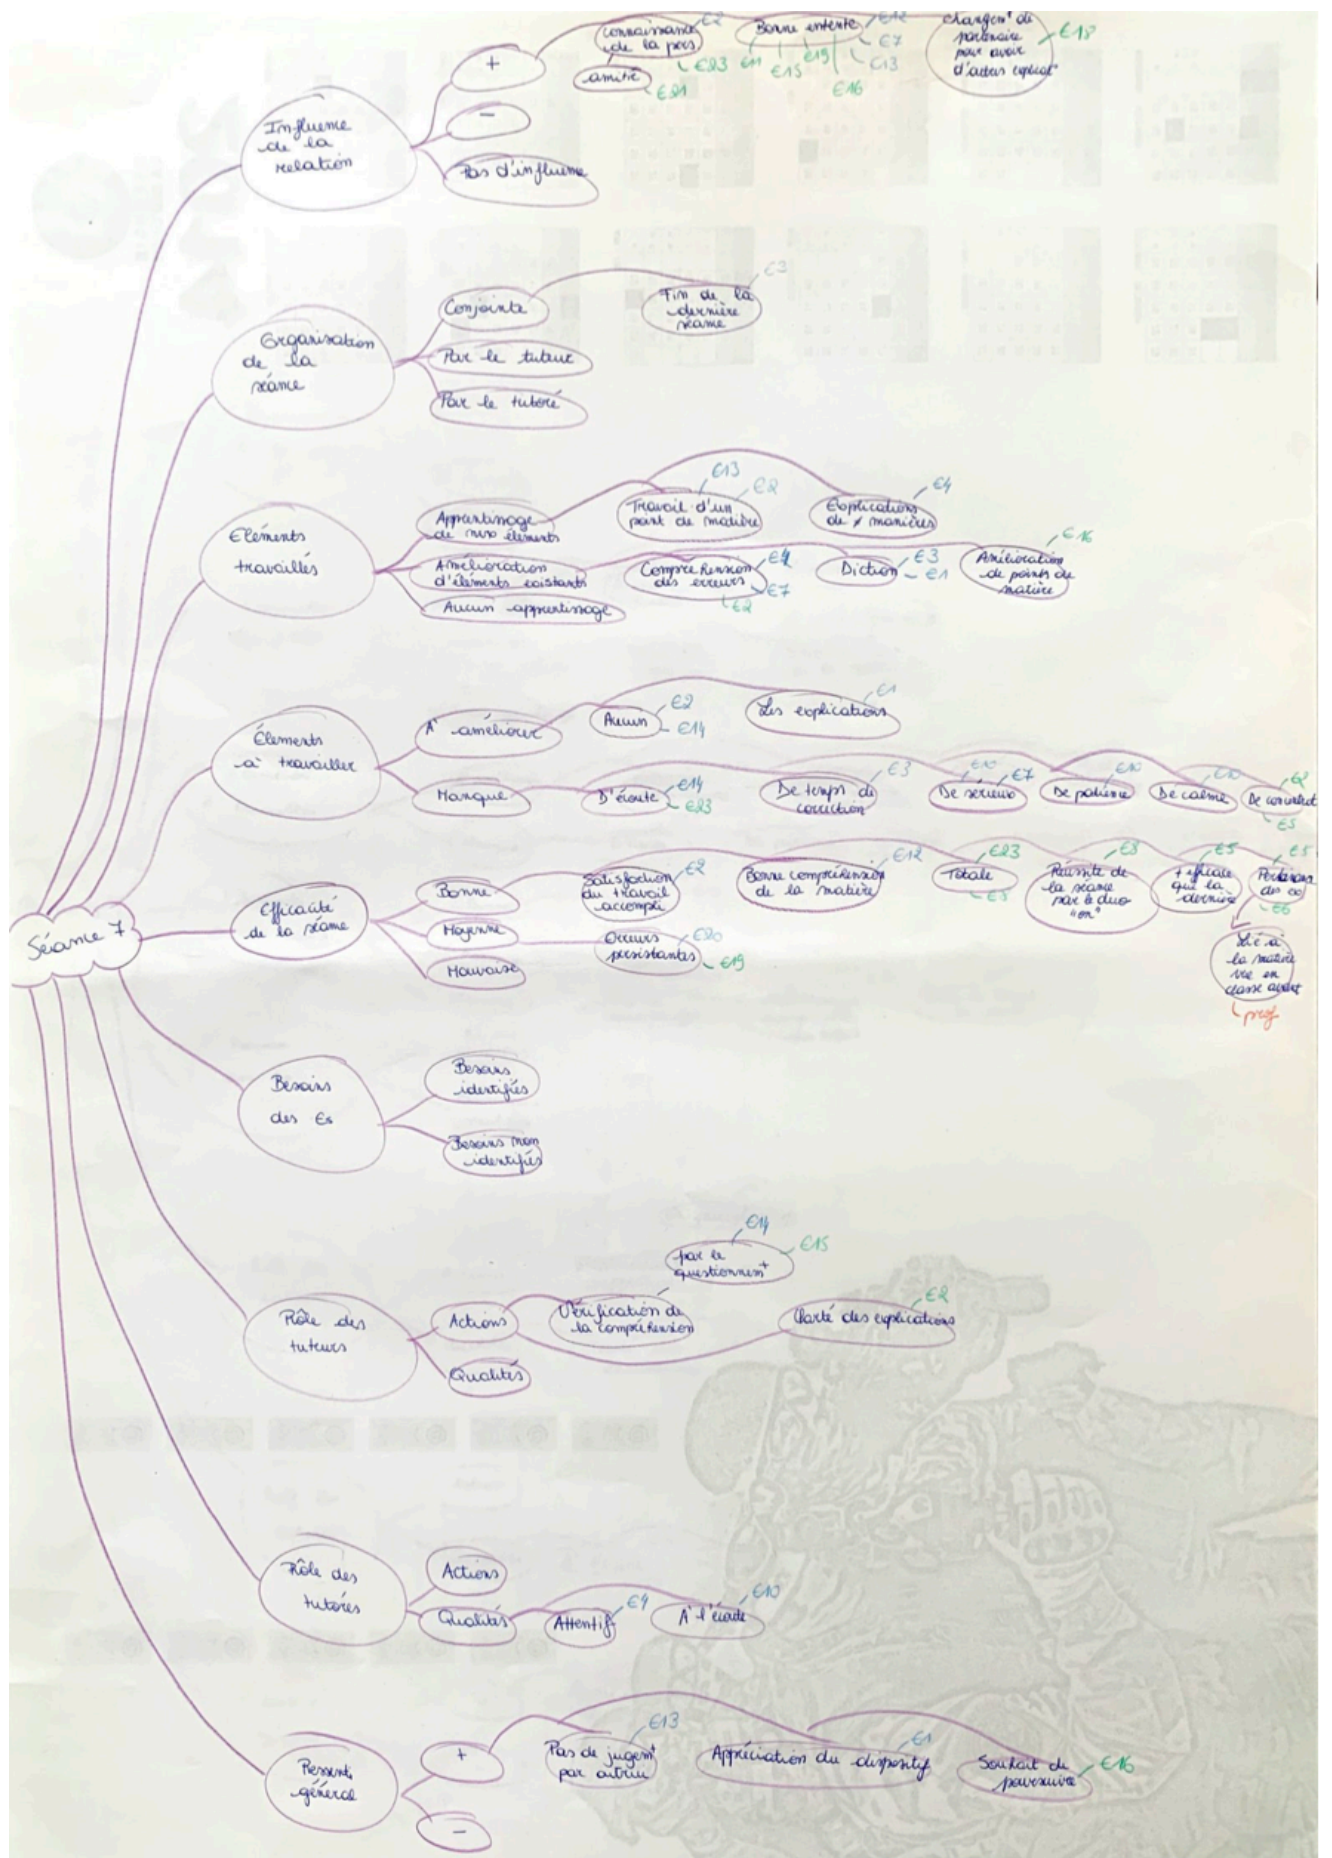 Séance 7
Influence
de la
relation
+
connaissance
de la pers
E2
E23
amitié
E21
Bonne entente
E12
E7
E13
E11
E15
E19
E16
changemt de
partenaire
pour avoir
d'autres explicat°
E18
-
Pas d'influence
Organisation
de la
séance
Conjointe
Fin de la
dernière
séance
E3
Par le tuteur
Par le tutoré
Eléments
travaillés
Apprentissage
de nvx éléments
Travail d'un
point de matière
E13
E2
Explications
de ≠ manières
E4
Amélioration
d'éléments existants
Compréhension
des erreurs
E4
E7
E2
Diction
E3
E1
Amélioration
de points de
matière
E16
Aucun apprentissage
Élements
à travailler
A améliorer
Aucun
E2
E14
Les explications
E1
Manque
D'écoute
E14
E23
De temps de
correction
E3
De sérieux
E10
E7
De patience
E10
De calme
E10
De concentrat
E2
E5
Efficacité
de la séance
Bonne
Satisfaction
du travail
accompli
E2
Bonne compréhension
de la matière
E12
Totale
E23
E5
Réussite de
la séance
par le duo
"on"
E8
+ efficace
que la
dernière
E5
des ex
E5
E6
Lié à
la matière
vue en
classe avant
prof
Moyenne
Erreurs
persistantes
E20
E19
Mauvaise
Besoins
des Es
Besoins
identifiés
Besoins non
identifiés
Rôle des
tuteurs
Actions
Vérification de
la compréhension
par le
questionnemt
E14
E15
Clarté des explications
E2
Qualités
Rôle des
tutorés
Actions
Qualités
Attentif
E4
A l'écoute
E10
Ressenti
général
+
Pas de jugemt
par autrui
E13
Appréciation du dispositif
E1
Souhait de
poursuivre
E16
-